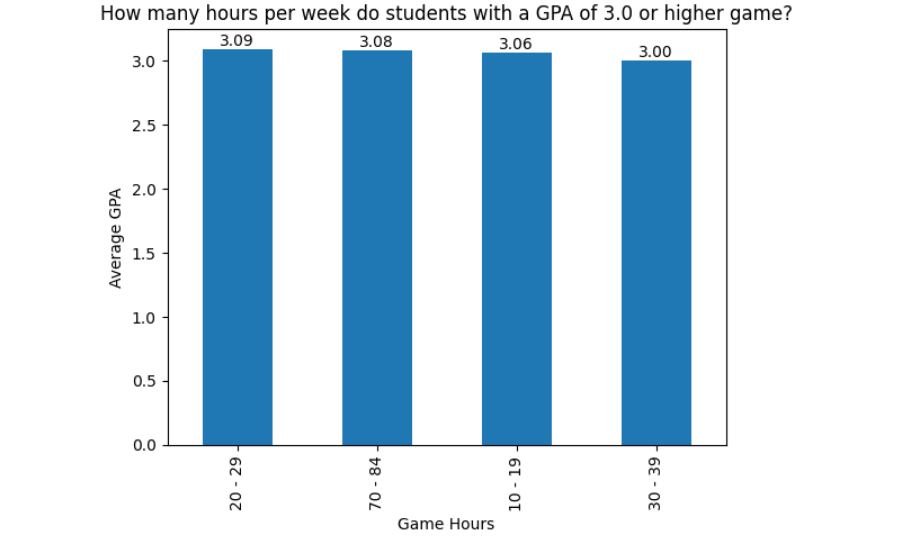 How many hours per week do students with a GPA of 3.0 or higher game?
3.09
3.08
3.06
3.00
3.0
2.5
2.0
1.5
1.0
0.5
0.0
Average GPA
20 - 29
70 - 84
10 - 19
30 - 39
Game Hours